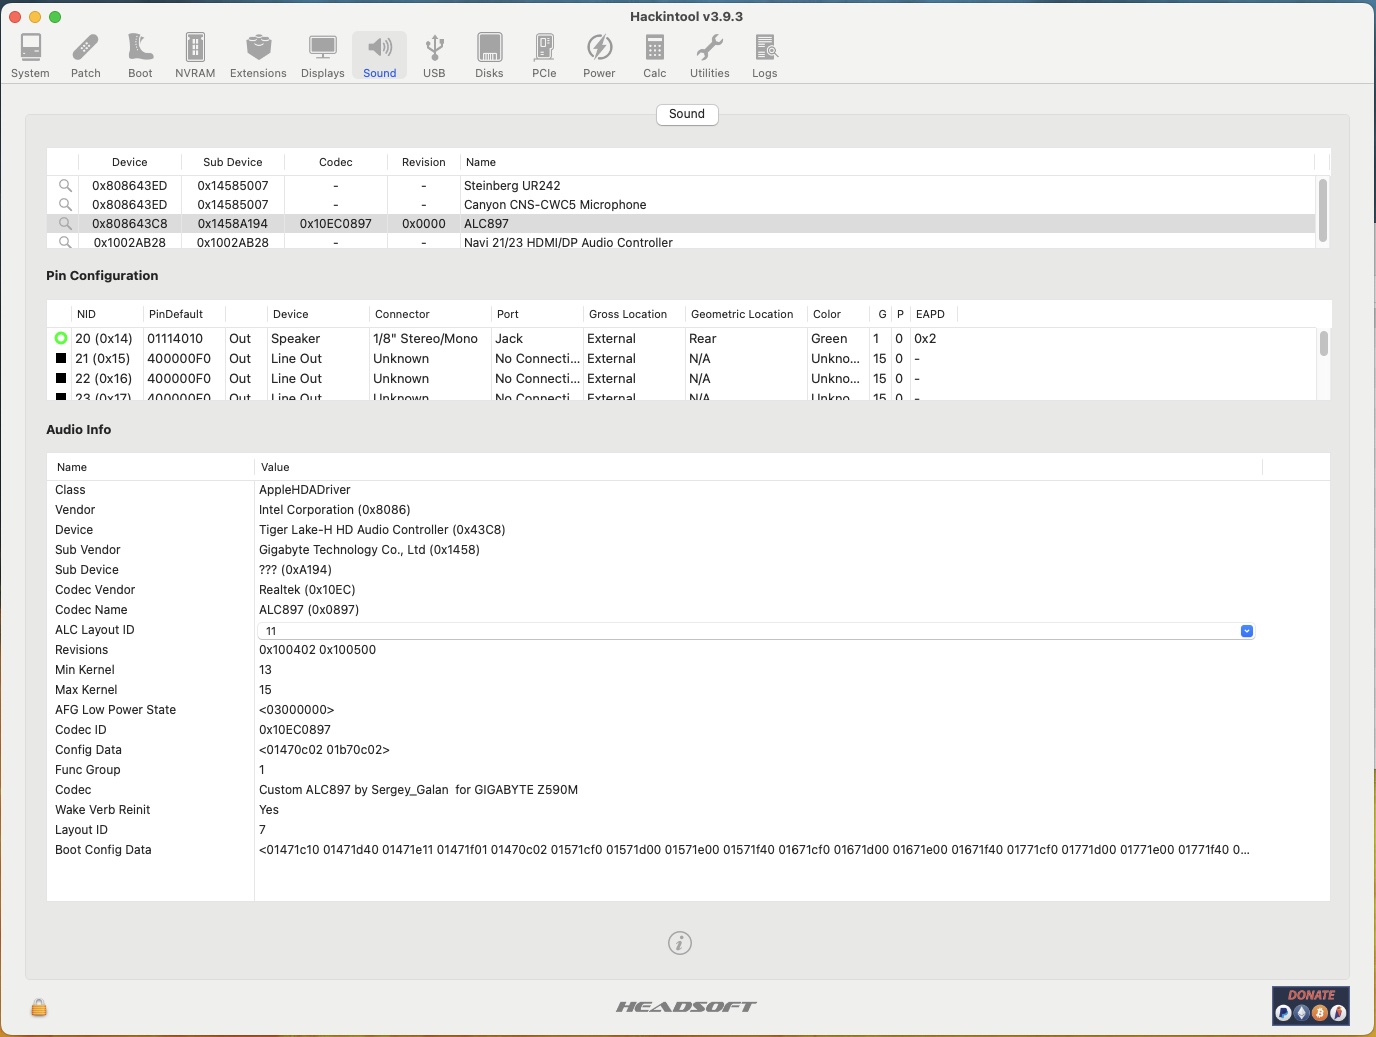 Hackintool v3.9.3
System Patch Boot NVRAM Extensions Displays Sound USB Disks PCIe Power Calc Utilities Logs
Sound
Device Sub Device Codec Revision Name
0x808643ED 0x14585007 - - Steinberg UR242
0x808643ED 0x14585007 - - Canyon CNS-CWC5 Microphone
0x808643C8 0x1458A194 0x10EC0897 0x0000 ALC897
0x1002AB28 0x1002AB28 - - Navi 21/23 HDMI/DP Audio Controller
Pin Configuration
NID PinDefault Device Connector Port Gross Location Geometric Location Color G P EAPD
20 (0x14) 01114010 Out Speaker 1/8" Stereo/Mono Jack External Rear Green 1 0 0x2
21 (0x15) 400000F0 Out Line Out Unknown No Connecti... External N/A Unkno... 15 0 -
22 (0x16) 400000F0 Out Line Out Unknown No Connecti... External N/A Unkno... 15 0 -
23 (0x17) 400000F0 Out Line Out Unknown No Connecti... External N/A Unkno... 15 0 -
Audio Info
Name Value
Class AppleHDADriver
Vendor Intel Corporation (0x8086)
Device Tiger Lake-H HD Audio Controller (0x43C8)
Sub Vendor Gigabyte Technology Co., Ltd (0x1458)
Sub Device ??? (0xA194)
Codec Vendor Realtek (0x10EC)
Codec Name ALC897 (0x0897)
ALC Layout ID 11
Revisions 0x100402 0x100500
Min Kernel 13
Max Kernel 15
AFG Low Power State <03000000>
Codec ID 0x10EC0897
Config Data <01470c02 01b70c02>
Func Group 1
Codec Custom ALC897 by Sergey_Galan for GIGABYTE Z590M
Wake Verb Reinit Yes
Layout ID 7
Boot Config Data <01471c10 01471d40 01471e11 01471f01 01470c02 01571cf0 01571d00 01571e00 01571f40 01671cf0 01671d00 01671e00 01671f40 01771cf0 01771d00 01771e00 01771f40 0...
HEADSOFT
DONATE